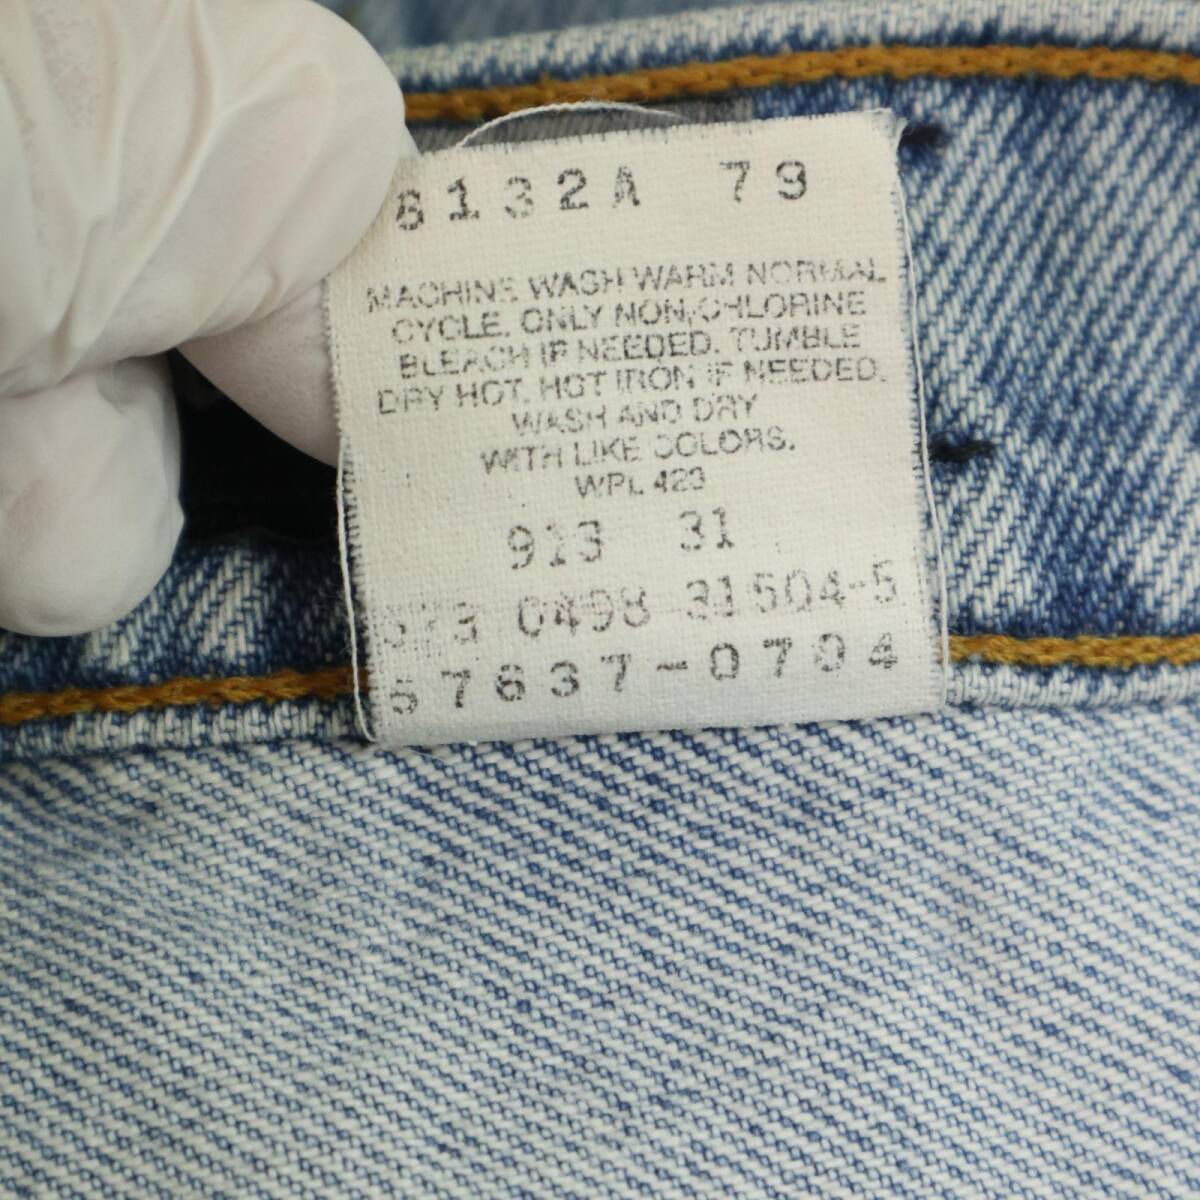 8132A 79
MACHINE WASH WARM NORMAL
CYCLE. ONLY NON-CHLORINE
BLEACH IF NEEDED. TUMBLE
DRY HOT. HOT IRON IF NEEDED.
WASH AND DRY
WITH LIKE COLORS.
WPL 423
913 31
0498 31504-5
57637-0704